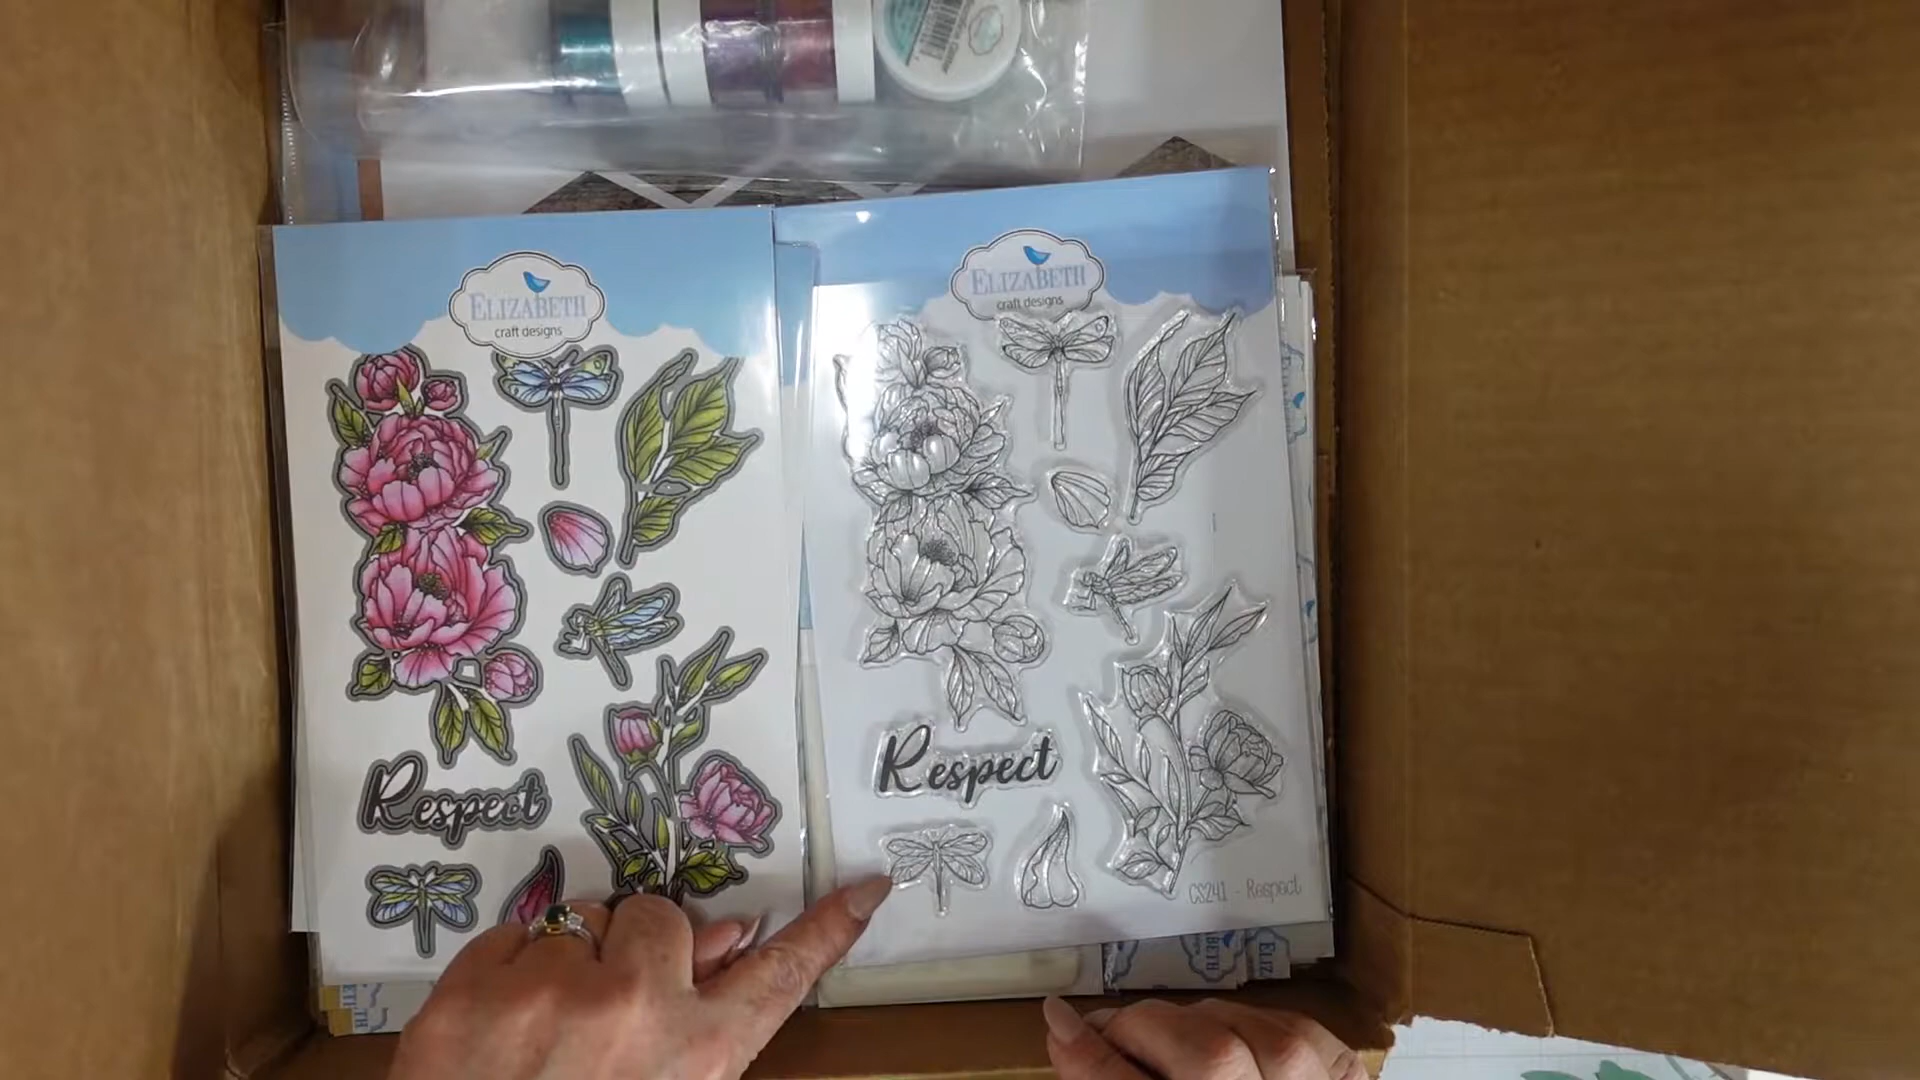 ELIZABETH
craft designs
Respect
ELIZABETH
craft designs
Respect
CS241 - Respect